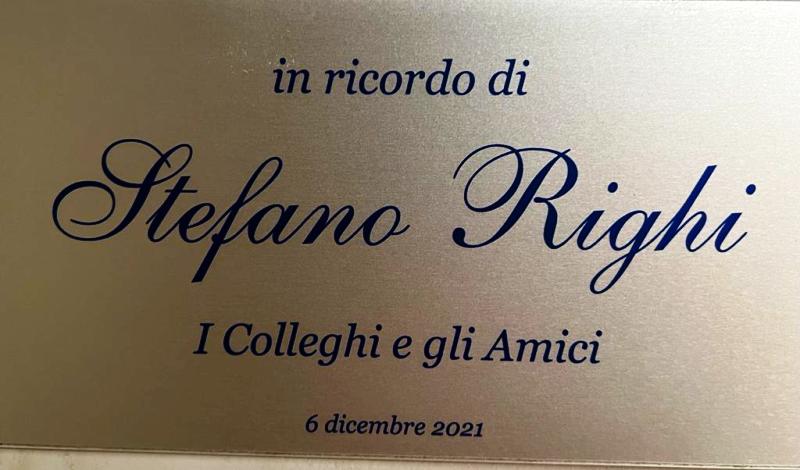 in ricordo di
Stefano Righi
I Colleghi e gli Amici
6 dicembre 2021